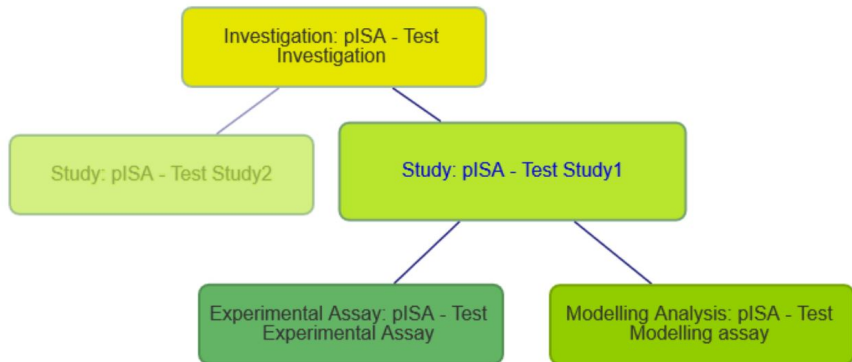 Investigation: pISA - Test
Investigation
Study: pISA - Test Study2
Study: pISA - Test Study1
Experimental Assay: pISA - Test
Experimental Assay
Modelling Analysis: pISA - Test
Modelling assay